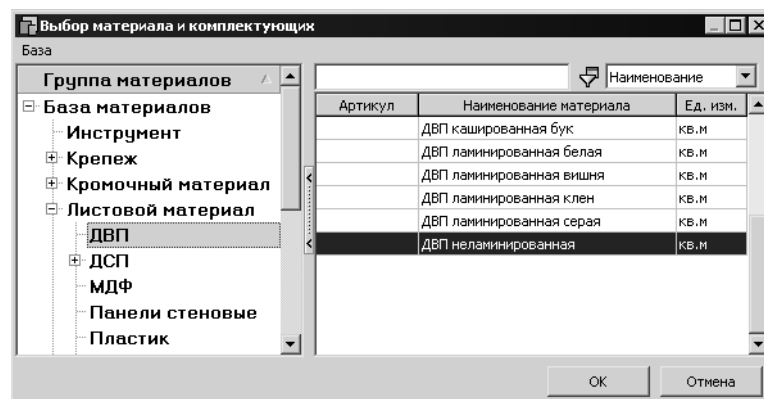 Выбор материала и комплектующих
База
Группа материалов
База материалов
Инструмент
Крепеж
Кромочный материал
Листовой материал
ДВП
ДСП
МДФ
Панели стеновые
Пластик
Наименование
Артикул Наименование материала Ед. изм.
ДВП кашированная бук кв.м
ДВП ламинированная белая кв.м
ДВП ламинированная вишня кв.м
ДВП ламинированная клен кв.м
ДВП ламинированная серая кв.м
ДВП неламинированная кв.м
OK Отмена